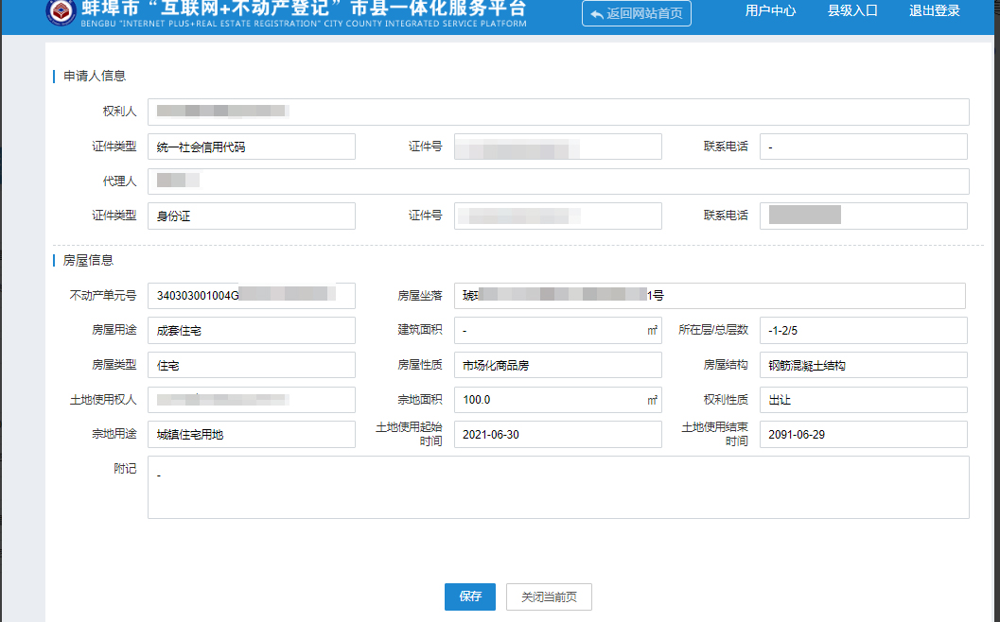 蚌埠市“互联网+不动产登记”市县一体化服务平台
BENGBU "INTERNET PLUS+REAL ESTATE REGISTRATION" CITY COUNTY INTEGRATED SERVICE PLATFORM
返回网站首页
用户中心 县级入口 退出登录
申请人信息
权利人
证件类型 统一社会信用代码 证件号 联系电话 -
代理人
证件类型 身份证 证件号 联系电话
房屋信息
不动产单元号 340303001004G 房屋坐落 琥 1号
房屋用途 成套住宅 建筑面积 - ㎡ 所在层/总层数 -1-2/5
房屋类型 住宅 房屋性质 市场化商品房 房屋结构 钢筋混凝土结构
土地使用权人 宗地面积 100.0 ㎡ 权利性质 出让
宗地用途 城镇住宅用地 土地使用起始时间 2021-06-30 土地使用结束时间 2091-06-29
附记 -
保存 关闭当前页